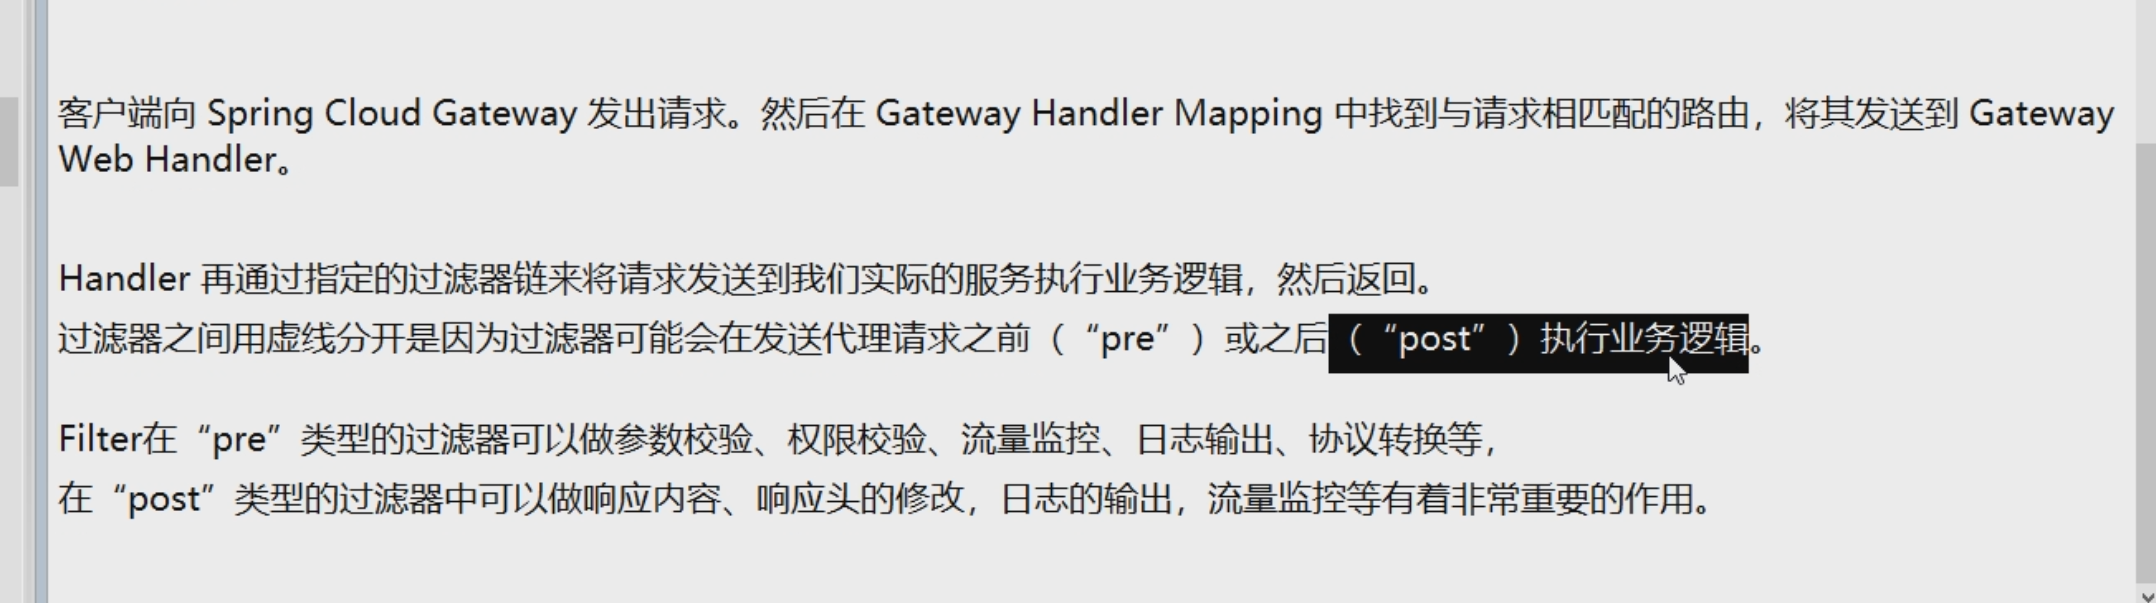 客户端向 Spring Cloud Gateway 发出请求。然后在 Gateway Handler Mapping 中找到与请求相匹配的路由，将其发送到 Gateway
Web Handler。
Handler 再通过指定的过滤器链来将请求发送到我们实际的服务执行业务逻辑，然后返回。
过滤器之间用虚线分开是因为过滤器可能会在发送代理请求之前（“pre”）或之后（“post”）执行业务逻辑。
Filter在“pre”类型的过滤器可以做参数校验、权限校验、流量监控、日志输出、协议转换等，
在“post”类型的过滤器中可以做响应内容、响应头的修改，日志的输出，流量监控等有着非常重要的作用。